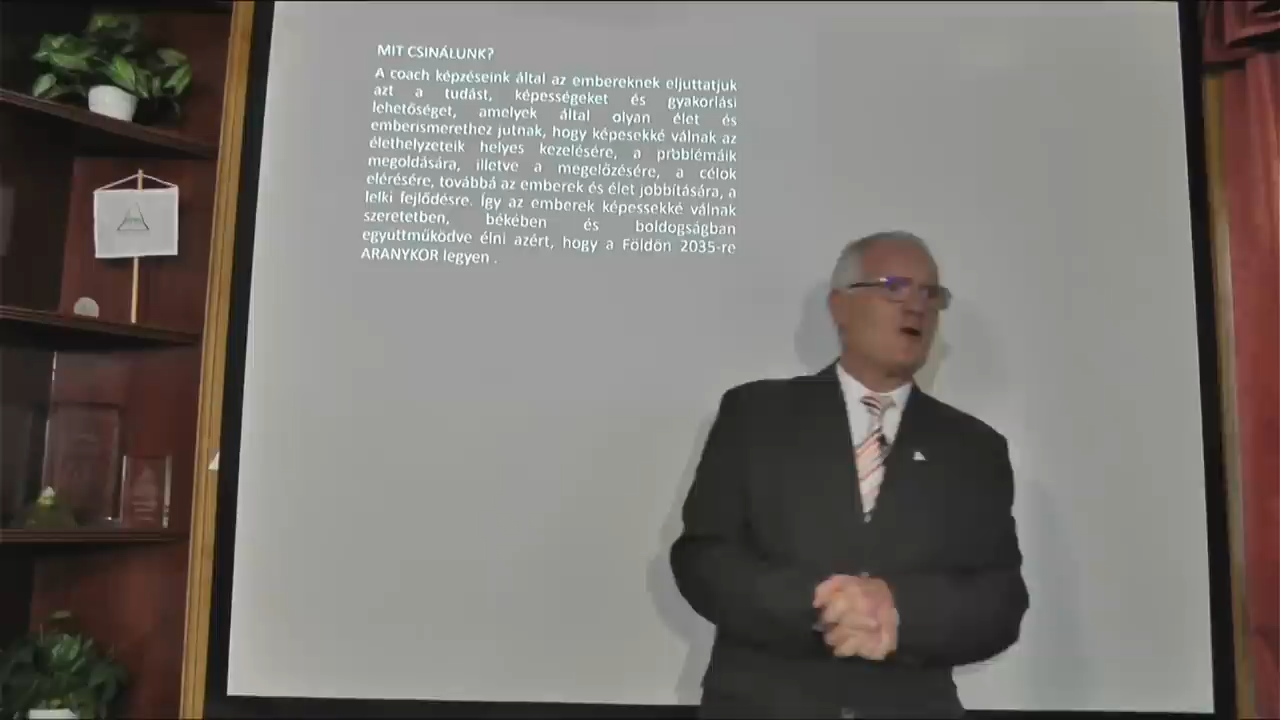 MIT CSINÁLUNK?
A coach képzéseink által az embereknek eljuttatjuk
azt a tudást, képességeket és gyakorlási
lehetőséget, amelyek által olyan élet és
emberismerethez jutnak, hogy képesekké válnak az
élethelyzeteik helyes kezelésére, a problémáik
megoldására, illetve a megelőzésére, a célok
elérésére, továbbá az emberek és élet jobbítására, a
lelki fejlődésre. Így az emberek képessekké válnak
szeretetben, békében és boldogságban
együttműködve élni azért, hogy a Földön 2035-re
ARANYKOR legyen .